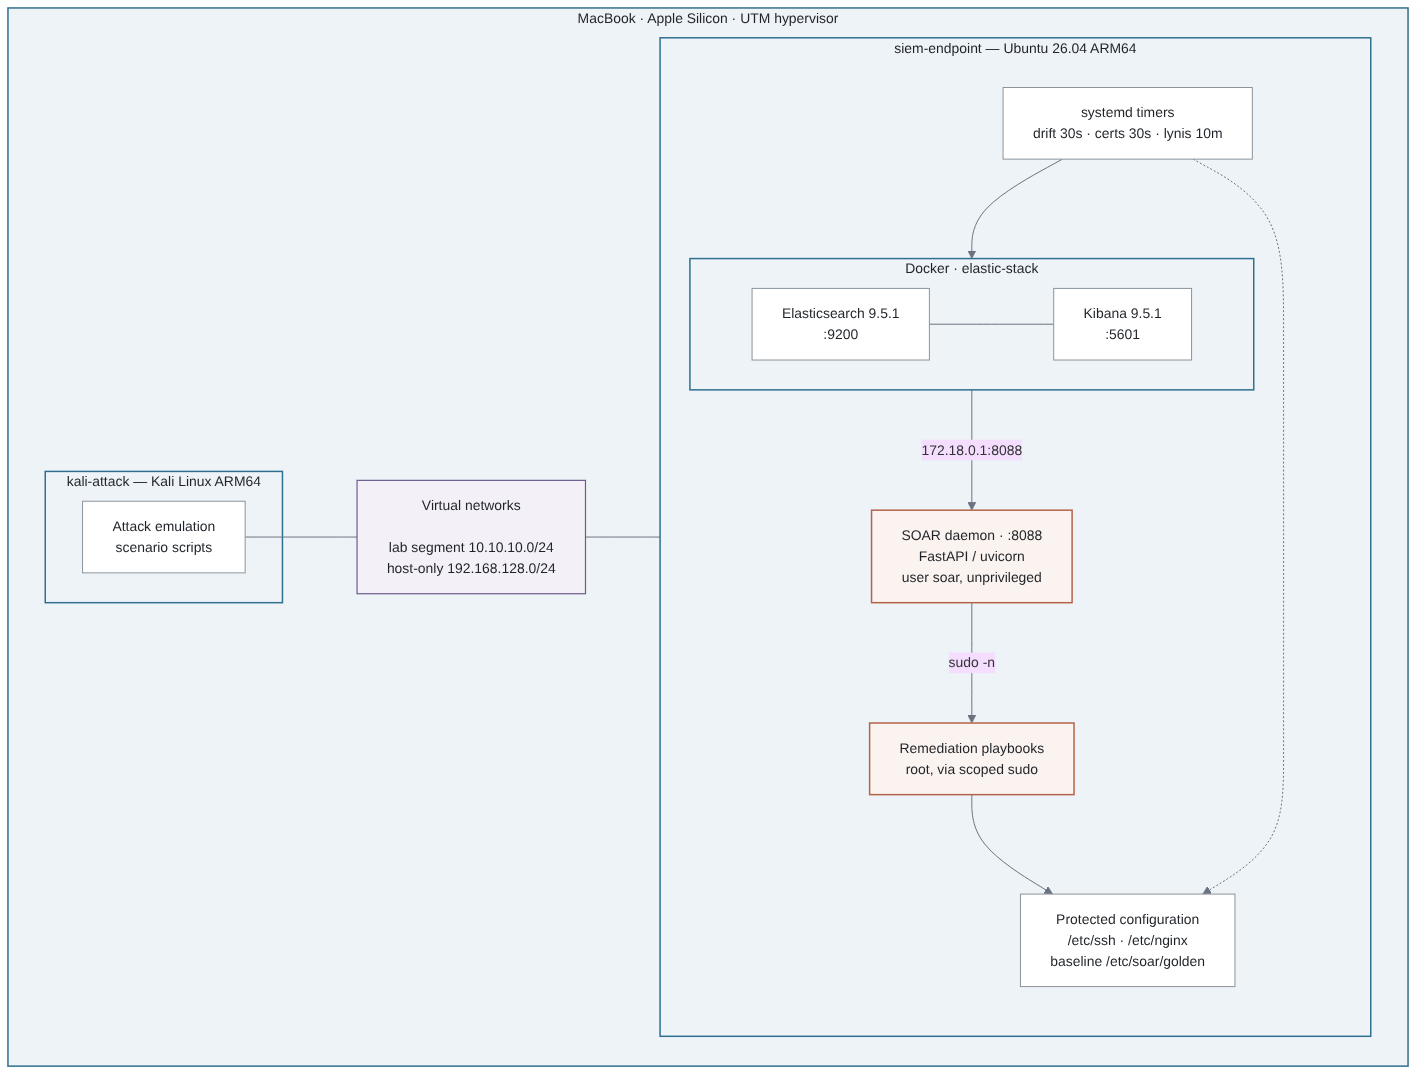 MacBook · Apple Silicon · UTM hypervisor
siem-endpoint — Ubuntu 26.04 ARM64
systemd timers
drift 30s · certs 30s · lynis 10m
Docker · elastic-stack
Elasticsearch 9.5.1
:9200
Kibana 9.5.1
:5601
172.18.0.1:8088
kali-attack — Kali Linux ARM64
Attack emulation
scenario scripts
Virtual networks
lab segment 10.10.10.0/24
host-only 192.168.128.0/24
SOAR daemon · :8088
FastAPI / uvicorn
user soar, unprivileged
sudo -n
Remediation playbooks
root, via scoped sudo
Protected configuration
/etc/ssh · /etc/nginx
baseline /etc/soar/golden